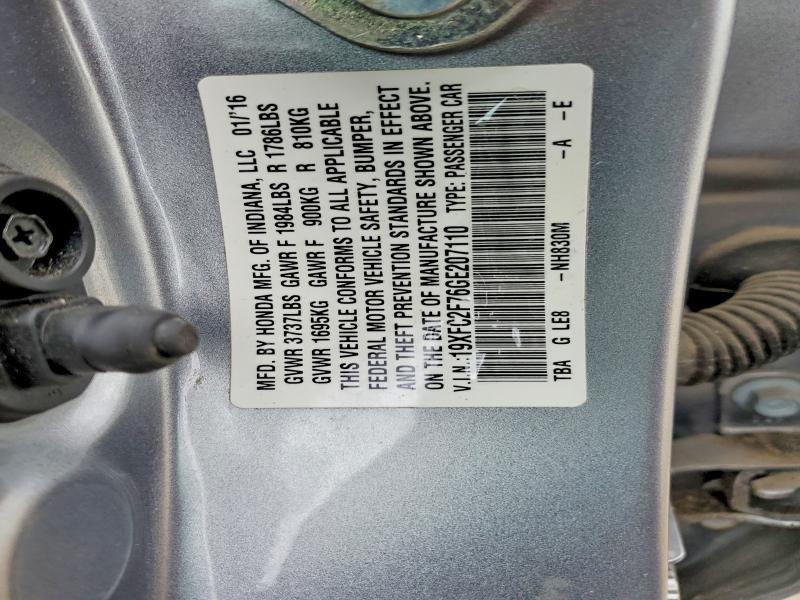 MFD. BY HONDA MFG. OF INDIANA, LLC 01/'16
GVWR 3737LBS GAWR F 1984LBS R 1786LBS
GVWR 1695KG GAWR F 900KG R 810KG
THIS VEHICLE CONFORMS TO ALL APPLICABLE
FEDERAL MOTOR VEHICLE SAFETY, BUMPER,
AND THEFT PREVENTION STANDARDS IN EFFECT
ON THE DATE OF MANUFACTURE SHOWN ABOVE.
V.I.N.:19XFC2F76GE207110 TYPE: PASSENGER CAR
TBA G LE8 -NH830M -A -E